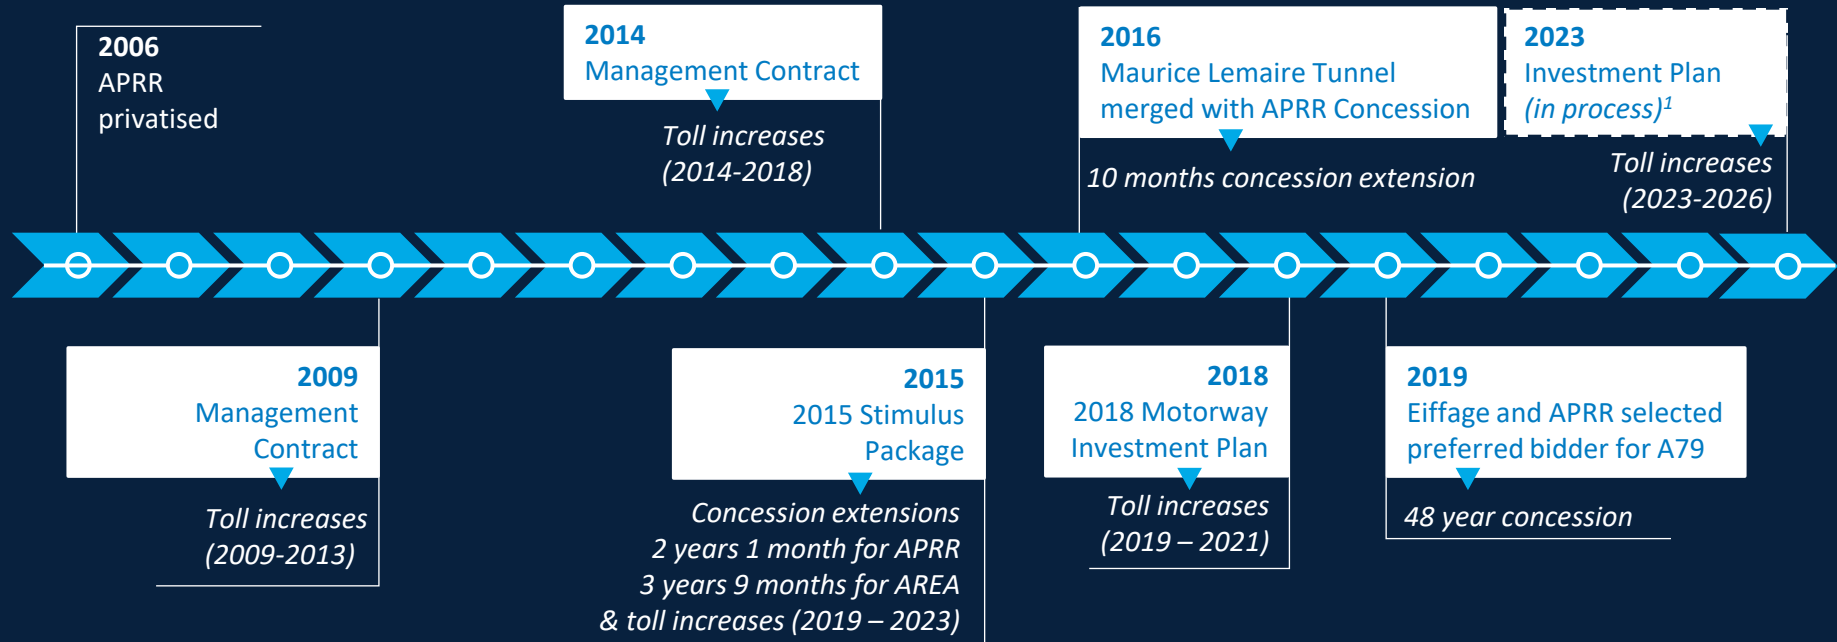 2006
APRR
privatised
2014
Management Contract
Toll increases
(2014-2018)
2016
Maurice Lemaire Tunnel
merged with APRR Concession
10 months concession extension
2023
Investment Plan
(in process)¹
Toll increases
(2023-2026)
2009
Management
Contract
Toll increases
(2009-2013)
2015
2015 Stimulus
Package
Concession extensions
2 years 1 month for APRR
3 years 9 months for AREA
& toll increases (2019 – 2023)
2018
2018 Motorway
Investment Plan
Toll increases
(2019 – 2021)
2019
Eiffage and APRR selected
preferred bidder for A79
48 year concession